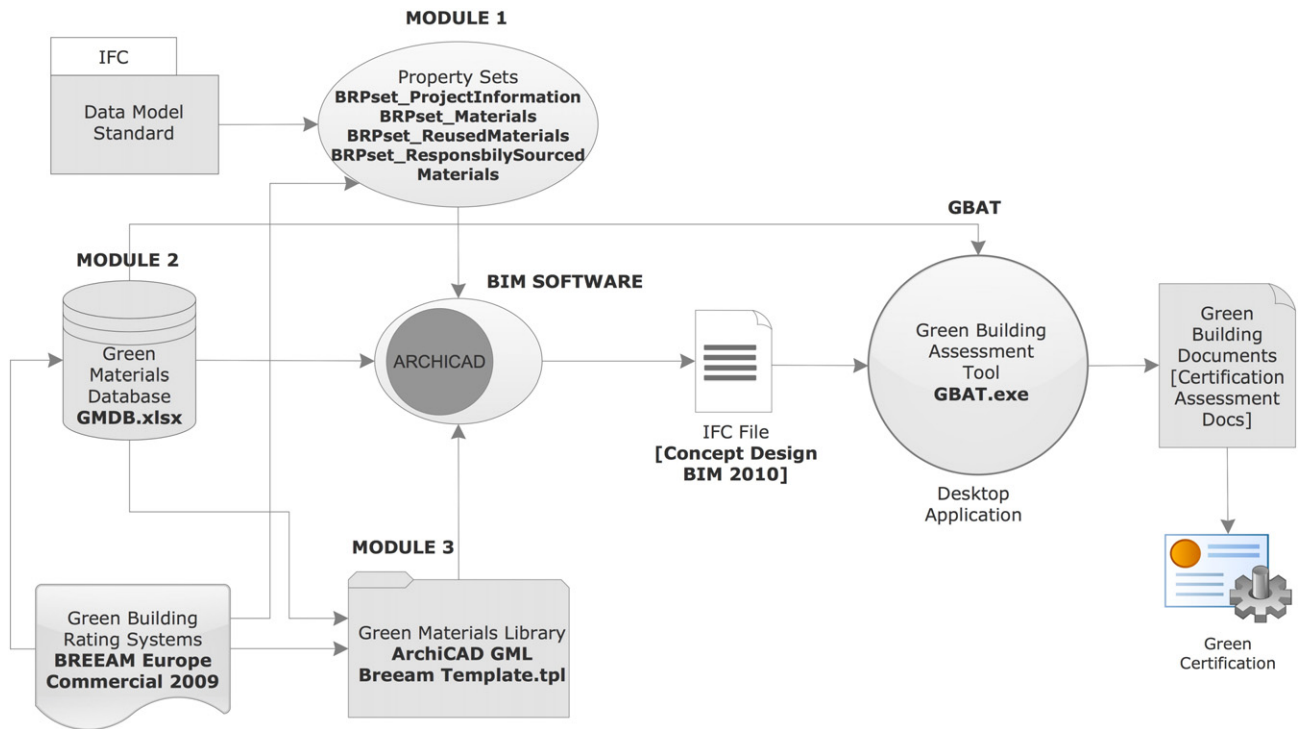 MODULE 1
IFC
Data Model
Standard
Property Sets
BRPset_ProjectInformation
BRPset_Materials
BRPset_ReusedMaterials
BRPset_ResponsbilySourced
Materials
GBAT
MODULE 2
Green
Materials
Database
GMDB.xlsx
BIM SOFTWARE
ARCHICAD
IFC File
[Concept Design
BIM 2010]
Green Building
Assessment
Tool
GBAT.exe
Desktop
Application
Green
Building
Documents
[Certification
Assessment
Docs]
MODULE 3
Green Building
Rating Systems
BREEAM Europe
Commercial 2009
Green Materials Library
ArchiCAD GML
Breeam Template.tpl
Green
Certification